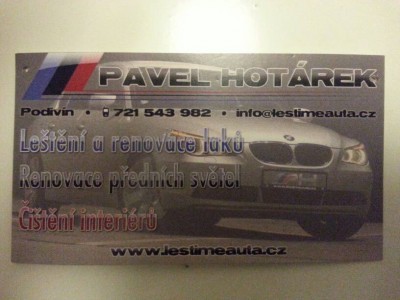 PAVEL HOTÁREK
Podivín • 721 543 982 • info@lestimeauta.cz
Leštění a renovace laků
Renovace předních světel
Čištění interiérů
www.lestimeauta.cz